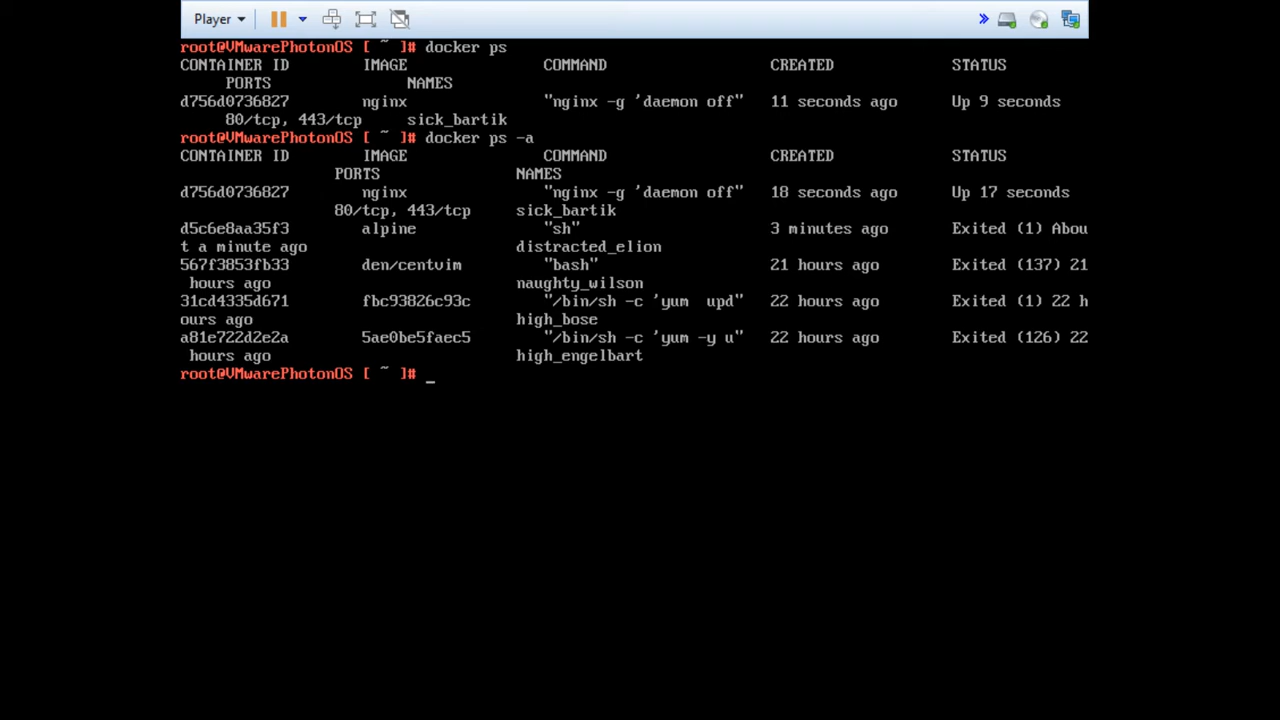 Player
root@VMwarePhotonOS [ ~ ]# docker ps
CONTAINER ID        IMAGE               COMMAND                  CREATED             STATUS
     PORTS               NAMES
d756d0736827        nginx               "nginx -g 'daemon off"   11 seconds ago      Up 9 seconds
     80/tcp, 443/tcp     sick_bartik
root@VMwarePhotonOS [ ~ ]# docker ps -a
CONTAINER ID        IMAGE               COMMAND                  CREATED             STATUS
                 PORTS               NAMES
d756d0736827        nginx               "nginx -g 'daemon off"   18 seconds ago      Up 17 seconds
                 80/tcp, 443/tcp     sick_bartik
d5c6e8aa35f3        alpine              "sh"                     3 minutes ago       Exited (1) Abou
t a minute ago                       distracted_elion
567f3853fb33        den/centvim         "bash"                   21 hours ago        Exited (137) 21
 hours ago                           naughty_wilson
31cd4335d671        fbc93826c93c        "/bin/sh -c 'yum  upd"   22 hours ago        Exited (1) 22 h
ours ago                             high_bose
a81e722d2e2a        5ae0be5faec5        "/bin/sh -c 'yum -y u"   22 hours ago        Exited (126) 22
 hours ago                           high_engelbart
root@VMwarePhotonOS [ ~ ]# _